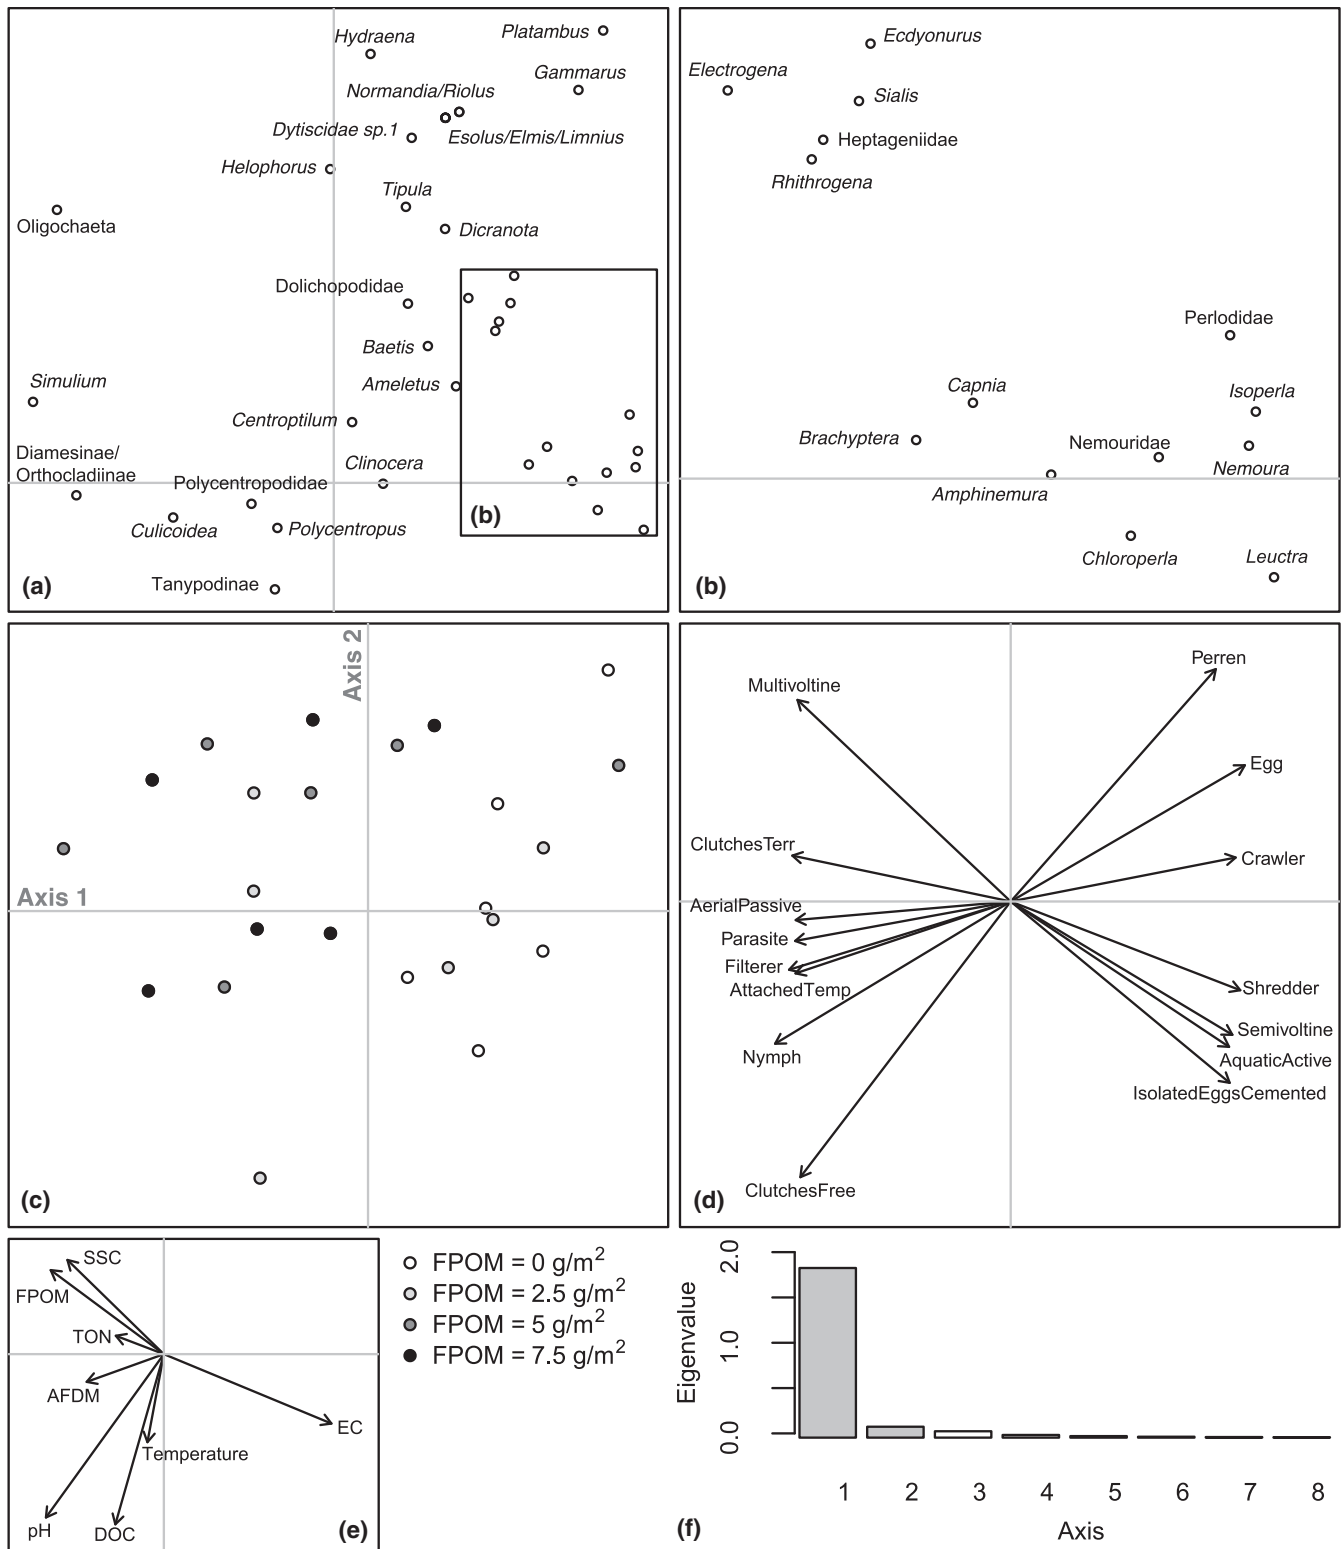 Hydraena
Platambus
Gammarus
Normandia/Riolus
Dytiscidae sp.1
Esolus/Elmis/Limnius
Helophorus
Tipula
Oligochaeta
Dicranota
Dolichopodidae
Baetis
Simulium
Ameletus
Centroptilum
Diamesinae/
Orthocladiinae
Clinocera
Polycentropodidae
Culicoidea
Polycentropus
(b)
Tanypodinae
(a)
Ecdyonurus
Electrogena
Sialis
Heptageniidae
Rhithrogena
Perlodidae
Capnia
Isoperla
Brachyptera
Nemouridae
Nemoura
Amphinemura
Chloroperla
Leuctra
(b)
Axis 2
Axis 1
(c)
Perren
Multivoltine
Egg
ClutchesTerr
Crawler
AerialPassive
Parasite
Filterer
AttachedTemp
Shredder
Semivoltine
Nymph
AquaticActive
IsolatedEggsCemented
ClutchesFree
(d)
SSC
FPOM
TON
AFDM
EC
Temperature
pH
DOC
(e)
FPOM = 0 g/m²
FPOM = 2.5 g/m²
FPOM = 5 g/m²
FPOM = 7.5 g/m²
Eigenvalue
2.0
1.0
0.0
1 2 3 4 5 6 7 8
Axis
(f)